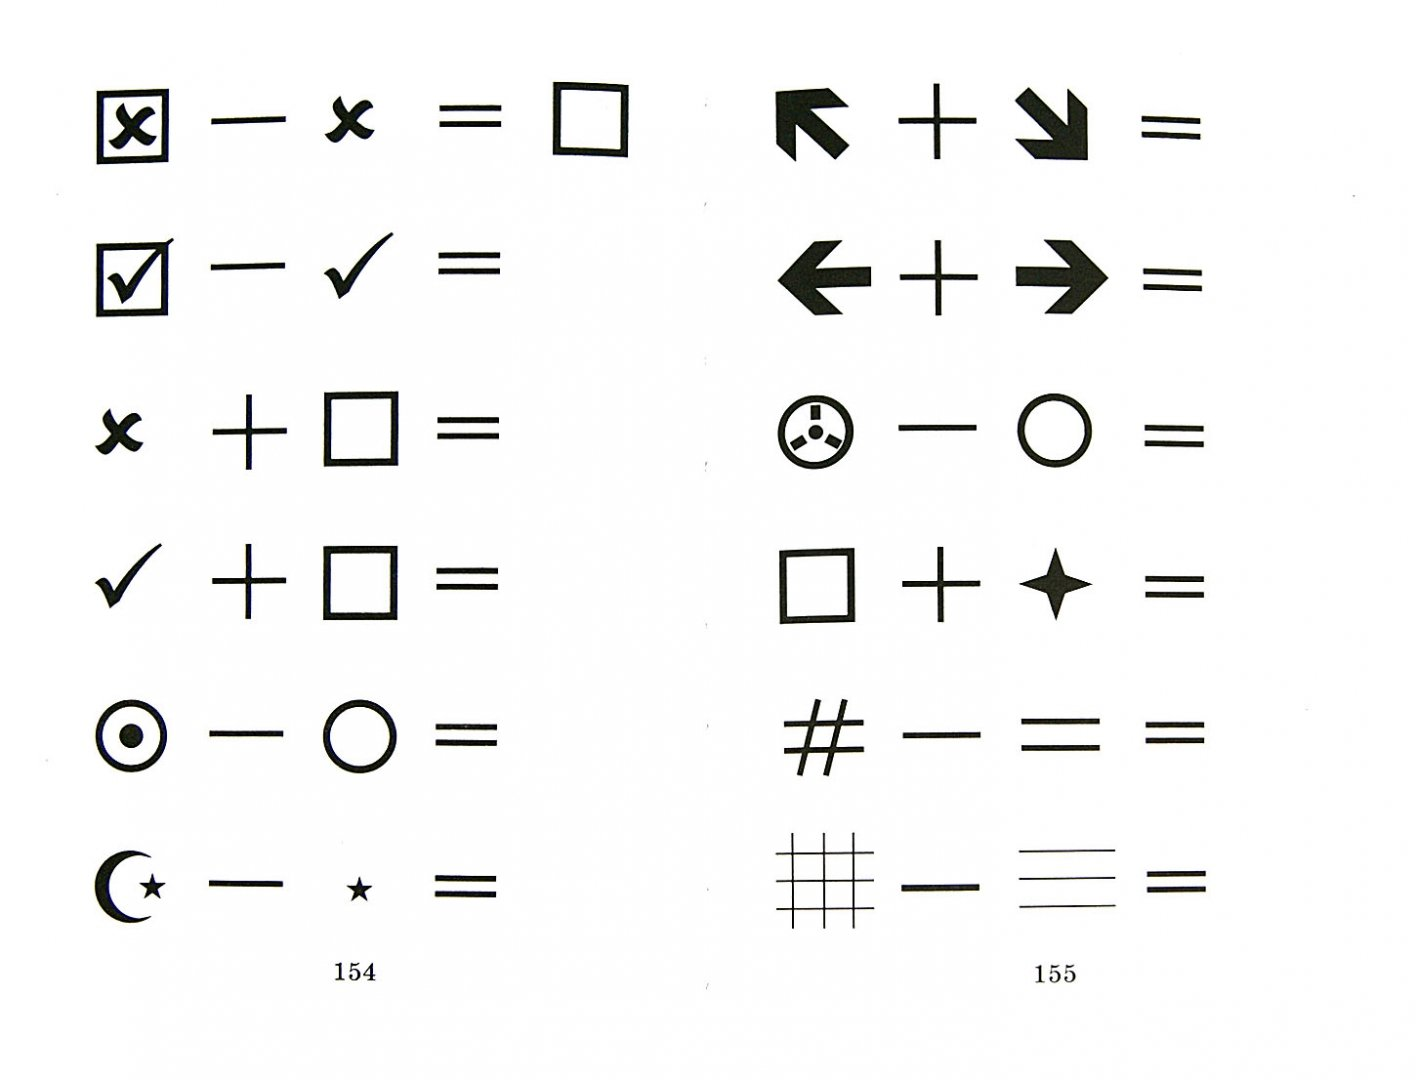 ☒ − ✘ = □
☑ − ✓ =
✘ + □ =
✓ + □ =
☉ − ○ =
☪ − ★ =
154
⬉ + ⬊ =
⬅ + ➡ =
✇ − ○ =
□ + ✦ =
# − = =
𝍖 − ≡ =
155